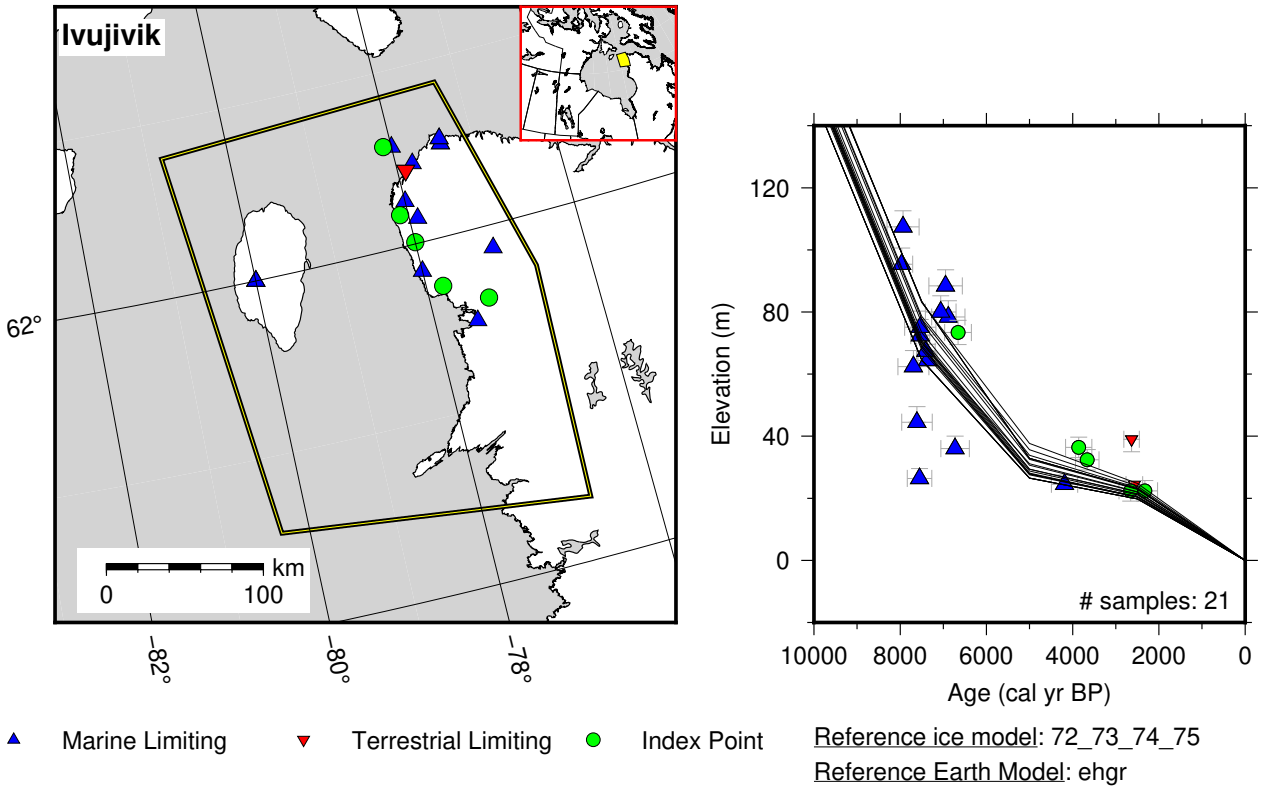 Ivujivik
62°
−82°
−80°
−78°
km
0 100
120
80
40
0
Elevation (m)
# samples: 21
10000 8000 6000 4000 2000 0
Age (cal yr BP)
Marine Limiting Terrestrial Limiting Index Point
Reference ice model: 72_73_74_75
Reference Earth Model: ehgr